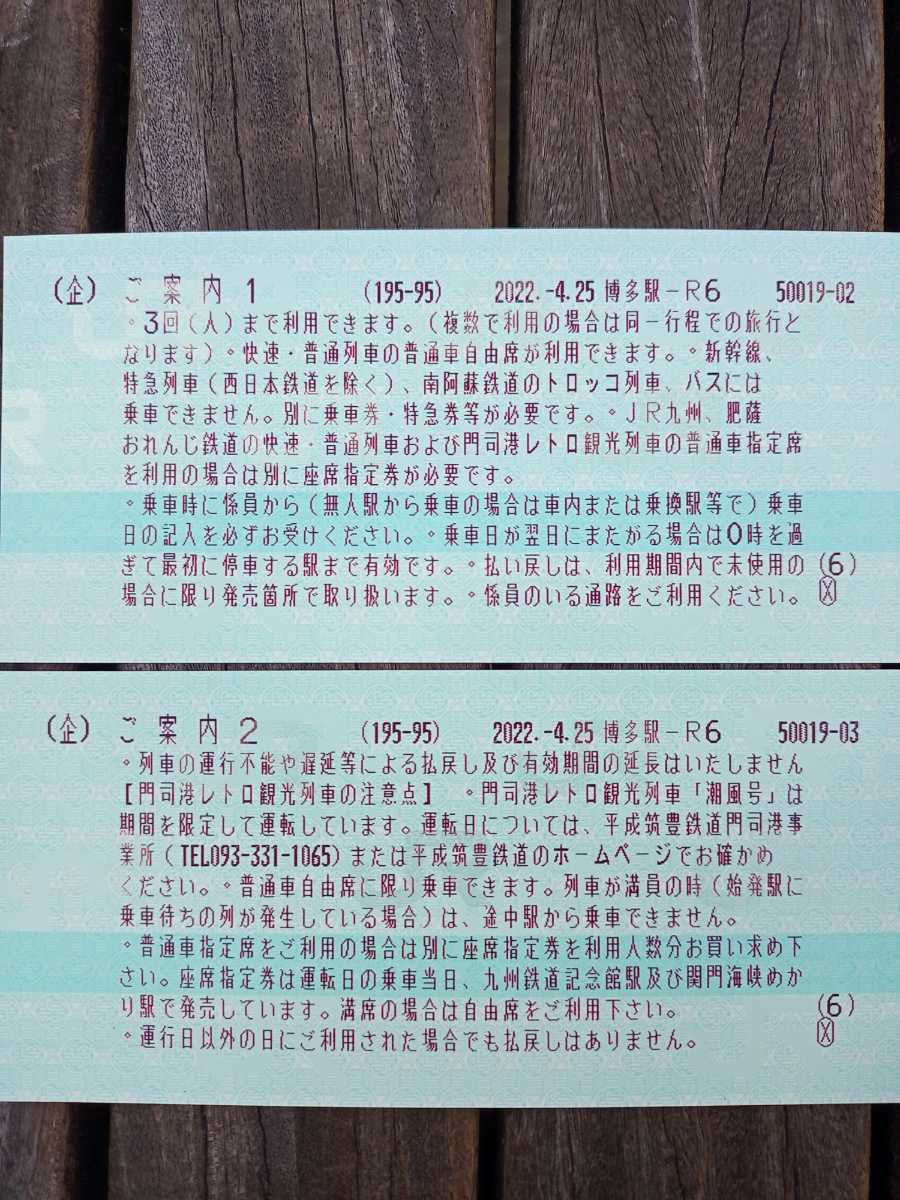 (企) ご案内1 (195-95) 2022.-4.25 博多駅-R6 50019-02
◦3回(人)まで利用できます。(複数で利用の場合は同一行程での旅行と
なります)◦快速・普通列車の普通車自由席が利用できます。◦新幹線、
特急列車(西日本鉄道を除く)、南阿蘇鉄道のトロッコ列車、バスには
乗車できません。別に乗車券・特急券等が必要です。◦JR九州、肥薩
おれんじ鉄道の快速・普通列車および門司港レトロ観光列車の普通車指定席
を利用の場合は別に座席指定券が必要です。
◦乗車時に係員から(無人駅から乗車の場合は車内または乗換駅等で)乗車
日の記入を必ずお受けください。◦乗車日が翌日にまたがる場合は0時を過
ぎて最初に停車する駅まで有効です。◦払い戻しは、利用期間内で未使用の (6)
場合に限り発売箇所で取り扱います。◦係員のいる通路をご利用ください。 X
(企) ご案内2 (195-95) 2022.-4.25 博多駅-R6 50019-03
◦列車の運行不能や遅延等による払戻し及び有効期間の延長はいたしません
[門司港レトロ観光列車の注意点] ◦門司港レトロ観光列車「潮風号」は
期間を限定して運転しています。運転日については、平成筑豊鉄道門司港事
業所(TEL093-331-1065)または平成筑豊鉄道のホームページでお確かめ
ください。◦普通車自由席に限り乗車できます。列車が満員の時(始発駅に
乗車待ちの列が発生している場合)は、途中駅から乗車できません。
◦普通車指定席をご利用の場合は別に座席指定券を利用人数分お買い求め下
さい。座席指定券は運転日の乗車当日、九州鉄道記念館駅及び関門海峡めか
り駅で発売しています。満席の場合は自由席をご利用下さい。 (6)
◦運行日以外の日にご利用された場合でも払戻しはありません。 X